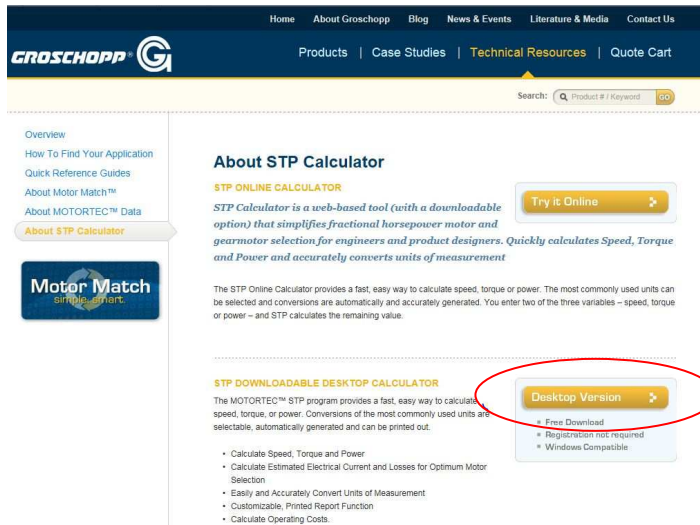 Home About Groschopp Blog News & Events Literature & Media Contact Us
GROSCHOPP® G
Products | Case Studies | Technical Resources | Quote Cart
Search: Product # / Keyword GO
Overview
How To Find Your Application
Quick Reference Guides
About Motor Match™
About MOTORTEC™ Data
About STP Calculator
Motor Match
simple.smart.
About STP Calculator
STP ONLINE CALCULATOR
STP Calculator is a web-based tool (with a downloadable
option) that simplifies fractional horsepower motor and
gearmotor selection for engineers and product designers. Quickly calculates Speed, Torque
and Power and accurately converts units of measurement
Try it Online
The STP Online Calculator provides a fast, easy way to calculate speed, torque or power. The most commonly used units can
be selected and conversions are automatically and accurately generated. You enter two of the three variables – speed, torque
or power – and STP calculates the remaining value.
STP DOWNLOADABLE DESKTOP CALCULATOR
The MOTORTEC™ STP program provides a fast, easy way to calculate
speed, torque, or power. Conversions of the most commonly used units are
selectable, automatically generated and can be printed out.
• Calculate Speed, Torque and Power
• Calculate Estimated Electrical Current and Losses for Optimum Motor
Selection
• Easily and Accurately Convert Units of Measurement
• Customizable, Printed Report Function
• Calculate Operating Costs.
Desktop Version
Free Download
Registration not required
Windows Compatible